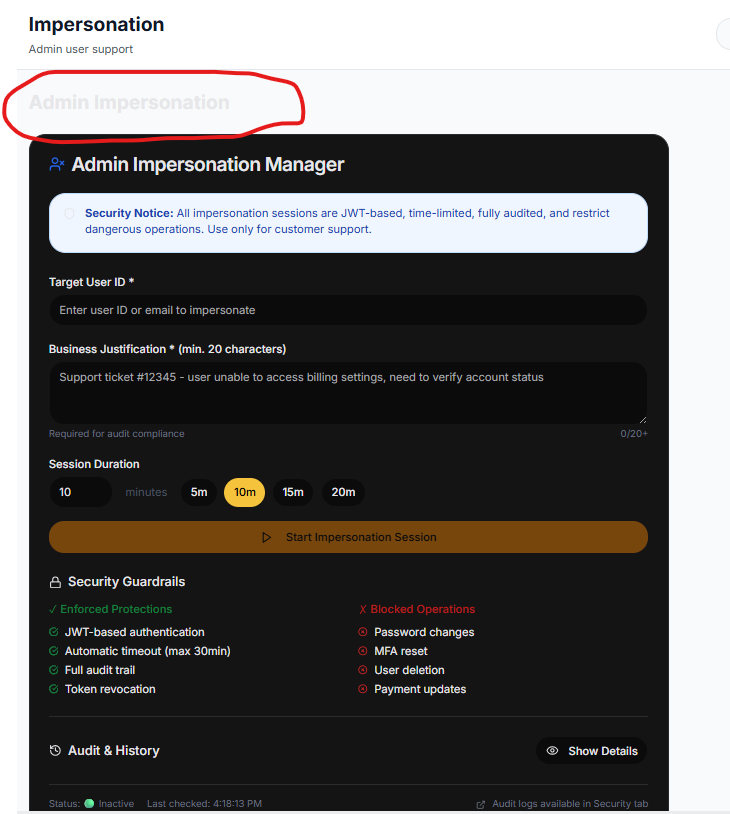 Impersonation
Admin user support
Admin Impersonation
Admin Impersonation Manager
Security Notice: All impersonation sessions are JWT-based, time-limited, fully audited, and restrict
dangerous operations. Use only for customer support.
Target User ID *
Enter user ID or email to impersonate
Business Justification * (min. 20 characters)
Support ticket #12345 - user unable to access billing settings, need to verify account status
Required for audit compliance 0/20+
Session Duration
10 minutes 5m 10m 15m 20m
Start Impersonation Session
Security Guardrails
✓ Enforced Protections ✗ Blocked Operations
JWT-based authentication Password changes
Automatic timeout (max 30min) MFA reset
Full audit trail User deletion
Token revocation Payment updates
Audit & History Show Details
Status: Inactive Last checked: 4:18:13 PM Audit logs available in Security tab